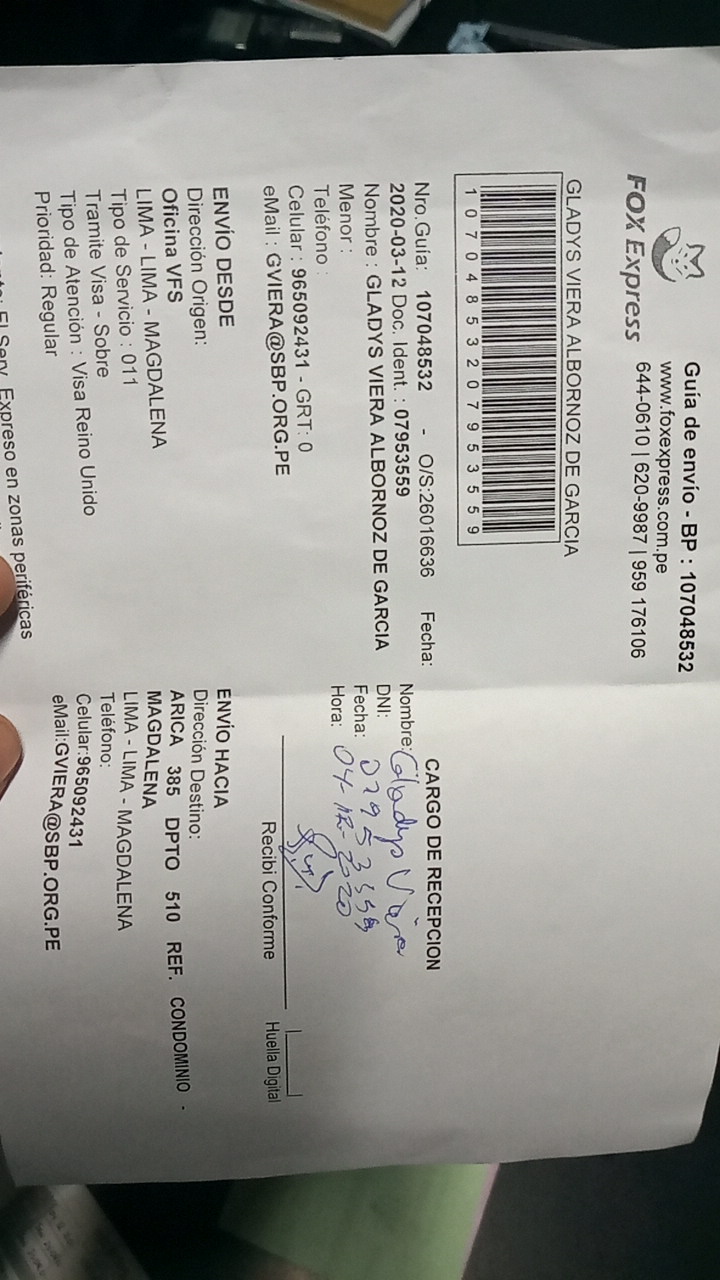 Guía de envío - BP : 107048532
www.foxexpress.com.pe
644-0610 | 620-9987 | 959 176106
FOX Express
GLADYS VIERA ALBORNOZ DE GARCIA
10704853207953559
Nro.Guía: 107048532 - O/S:26016636 Fecha:
2020-03-12 Doc. Ident. : 07953559
Nombre : GLADYS VIERA ALBORNOZ DE GARCIA
Menor :
Teléfono :
Celular : 965092431 - GRT: 0
eMail : GVIERA@SBP.ORG.PE
CARGO DE RECEPCION
Nombre: Gladys Viera
DNI: 07953559
Fecha: 04 2020
Hora:
Recibi Conforme
Huella Digital
ENVÍO DESDE
Dirección Origen:
Oficina VFS
LIMA - LIMA - MAGDALENA
Tipo de Servicio : 011
Tramite Visa - Sobre
Tipo de Atención : Visa Reino Unido
Prioridad: Regular
ENVÍO HACIA
Dirección Destino:
ARICA 385 DPTO 510 REF. CONDOMINIO -
MAGDALENA
LIMA - LIMA - MAGDALENA
Teléfono:
Celular:965092431
eMail:GVIERA@SBP.ORG.PE
El Serv. Expreso en zonas periféricas